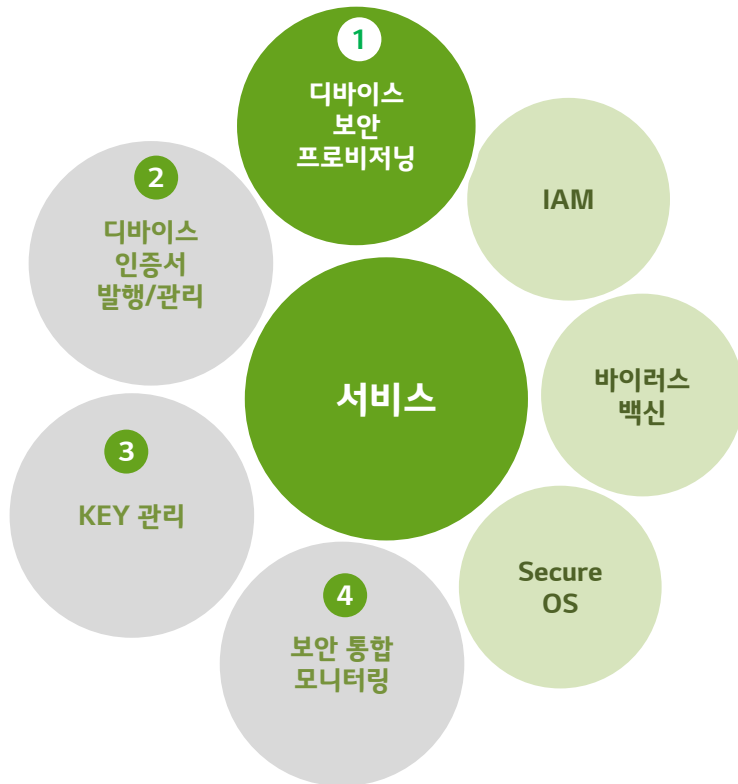 1
디바이스
보안
프로비저닝
2
디바이스
인증서
발행/관리
IAM
서비스
바이러스
백신
3
KEY 관리
Secure
OS
4
보안 통합
모니터링